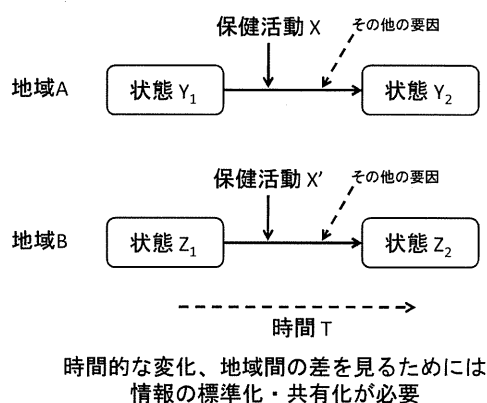 保健活動 X
その他の要因
地域A
状態 Y₁
状態 Y₂
保健活動 X′
その他の要因
地域B
状態 Z₁
状態 Z₂
時間 T
時間的な変化、地域間の差を見るためには
情報の標準化・共有化が必要